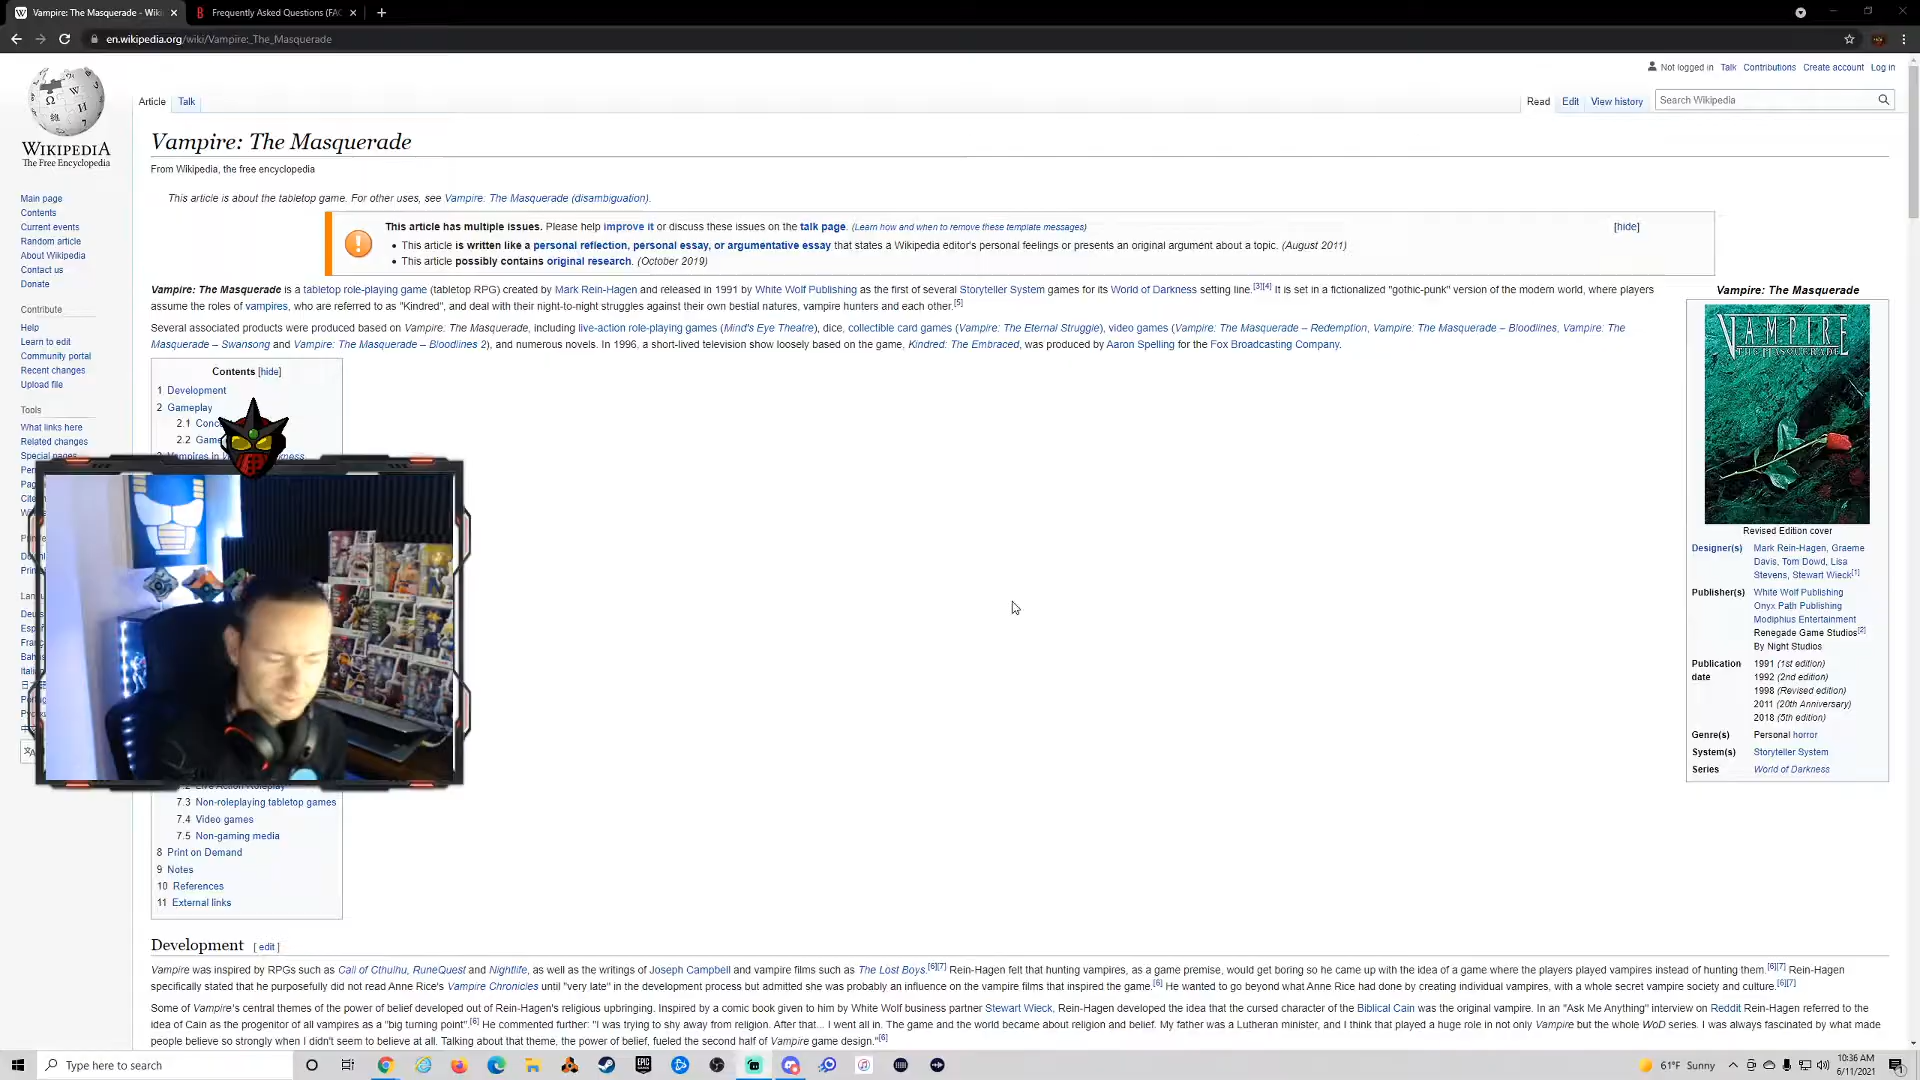 Vampire: The Masquerade - Wiki
Frequently Asked Questions (FA
en.wikipedia.org/wiki/Vampire:_The_Masquerade
Not logged in Talk Contributions Create account Log in
Article Talk
Read Edit View history Search Wikipedia
WIKIPEDIA
The Free Encyclopedia
Main page
Contents
Current events
Random article
About Wikipedia
Contact us
Donate
Contribute
Help
Learn to edit
Community portal
Recent changes
Upload file
Tools
What links here
Related changes
Special pages
Vampire: The Masquerade
From Wikipedia, the free encyclopedia
This article is about the tabletop game. For other uses, see Vampire: The Masquerade (disambiguation).
This article has multiple issues. Please help improve it or discuss these issues on the talk page. (Learn how and when to remove these template messages) [hide]
• This article is written like a personal reflection, personal essay, or argumentative essay that states a Wikipedia editor's personal feelings or presents an original argument about a topic. (August 2011)
• This article possibly contains original research. (October 2019)
Vampire: The Masquerade is a tabletop role-playing game (tabletop RPG) created by Mark Rein-Hagen and released in 1991 by White Wolf Publishing as the first of several Storyteller System games for its World of Darkness setting line.[3][4] It is set in a fictionalized "gothic-punk" version of the modern world, where players
assume the roles of vampires, who are referred to as "Kindred", and deal with their night-to-night struggles against their own bestial natures, vampire hunters and each other.[5]
Several associated products were produced based on Vampire: The Masquerade, including live-action role-playing games (Mind's Eye Theatre), dice, collectible card games (Vampire: The Eternal Struggle), video games (Vampire: The Masquerade – Redemption, Vampire: The Masquerade – Bloodlines, Vampire: The
Masquerade – Swansong and Vampire: The Masquerade – Bloodlines 2), and numerous novels. In 1996, a short-lived television show loosely based on the game, Kindred: The Embraced, was produced by Aaron Spelling for the Fox Broadcasting Company.
Contents [hide]
1 Development
2 Gameplay
2.1 Conc
2.2 Game
7.3 Non-roleplaying tabletop games
7.4 Video games
7.5 Non-gaming media
8 Print on Demand
9 Notes
10 References
11 External links
Vampire: The Masquerade
VAMPIRE
THE MASQUERADE
Revised Edition cover
Designer(s) Mark Rein-Hagen, Graeme
Davis, Tom Dowd, Lisa
Stevens, Stewart Wieck[1]
Publisher(s) White Wolf Publishing
Onyx Path Publishing
Modiphius Entertainment
Renegade Game Studios[2]
By Night Studios
Publication 1991 (1st edition)
date 1992 (2nd edition)
1998 (Revised edition)
2011 (20th Anniversary)
2018 (5th edition)
Genre(s) Personal horror
System(s) Storyteller System
Series World of Darkness
Development [ edit ]
Vampire was inspired by RPGs such as Call of Cthulhu, RuneQuest and Nightlife, as well as the writings of Joseph Campbell and vampire films such as The Lost Boys.[6][7] Rein-Hagen felt that hunting vampires, as a game premise, would get boring so he came up with the idea of a game where the players played vampires instead of hunting them.[6][7] Rein-Hagen
specifically stated that he purposefully did not read Anne Rice's Vampire Chronicles until "very late" in the development process but admitted she was probably an influence on the vampire films that inspired the game.[6] He wanted to go beyond what Anne Rice had done by creating individual vampires, with a whole secret vampire society and culture.[6][7]
Some of Vampire's central themes of the power of belief developed out of Rein-Hagen's religious upbringing. Inspired by a comic book given to him by White Wolf business partner Stewart Wieck, Rein-Hagen developed the idea that the cursed character of the Biblical Cain was the original vampire. In an "Ask Me Anything" interview on Reddit Rein-Hagen referred to the
idea of Cain as the progenitor of all vampires as a "big turning point".[6] He commented further: "I was trying to shy away from religion. After that... I went all in. The game and the world became about religion and belief. My father was a Lutheran minister, and I think that played a huge role in not only Vampire but the whole WoD series. I was always fascinated by what made
people believe so strongly when I didn't seem to believe at all. Talking about that theme, the power of belief, fueled the second half of Vampire game design."[6]
Type here to search
61°F Sunny
10:36 AM
6/11/2021